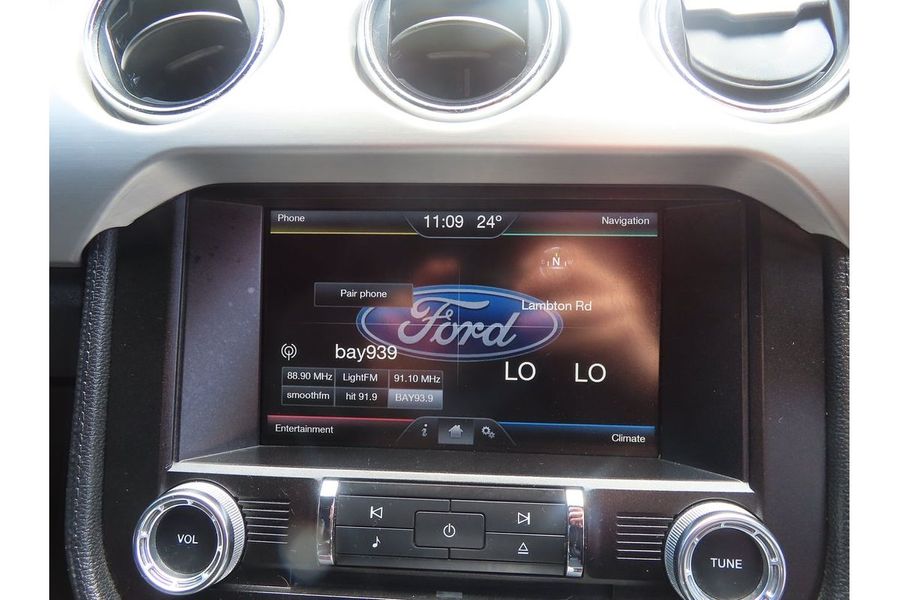 Phone
11:09 24°
Navigation
N
Pair phone
Ford
Lambton Rd
bay939
88.90 MHz LightFM 91.10 MHz
smoothfm hit 91.9 BAY93.9
LO LO
Entertainment
i
Climate
VOL
TUNE